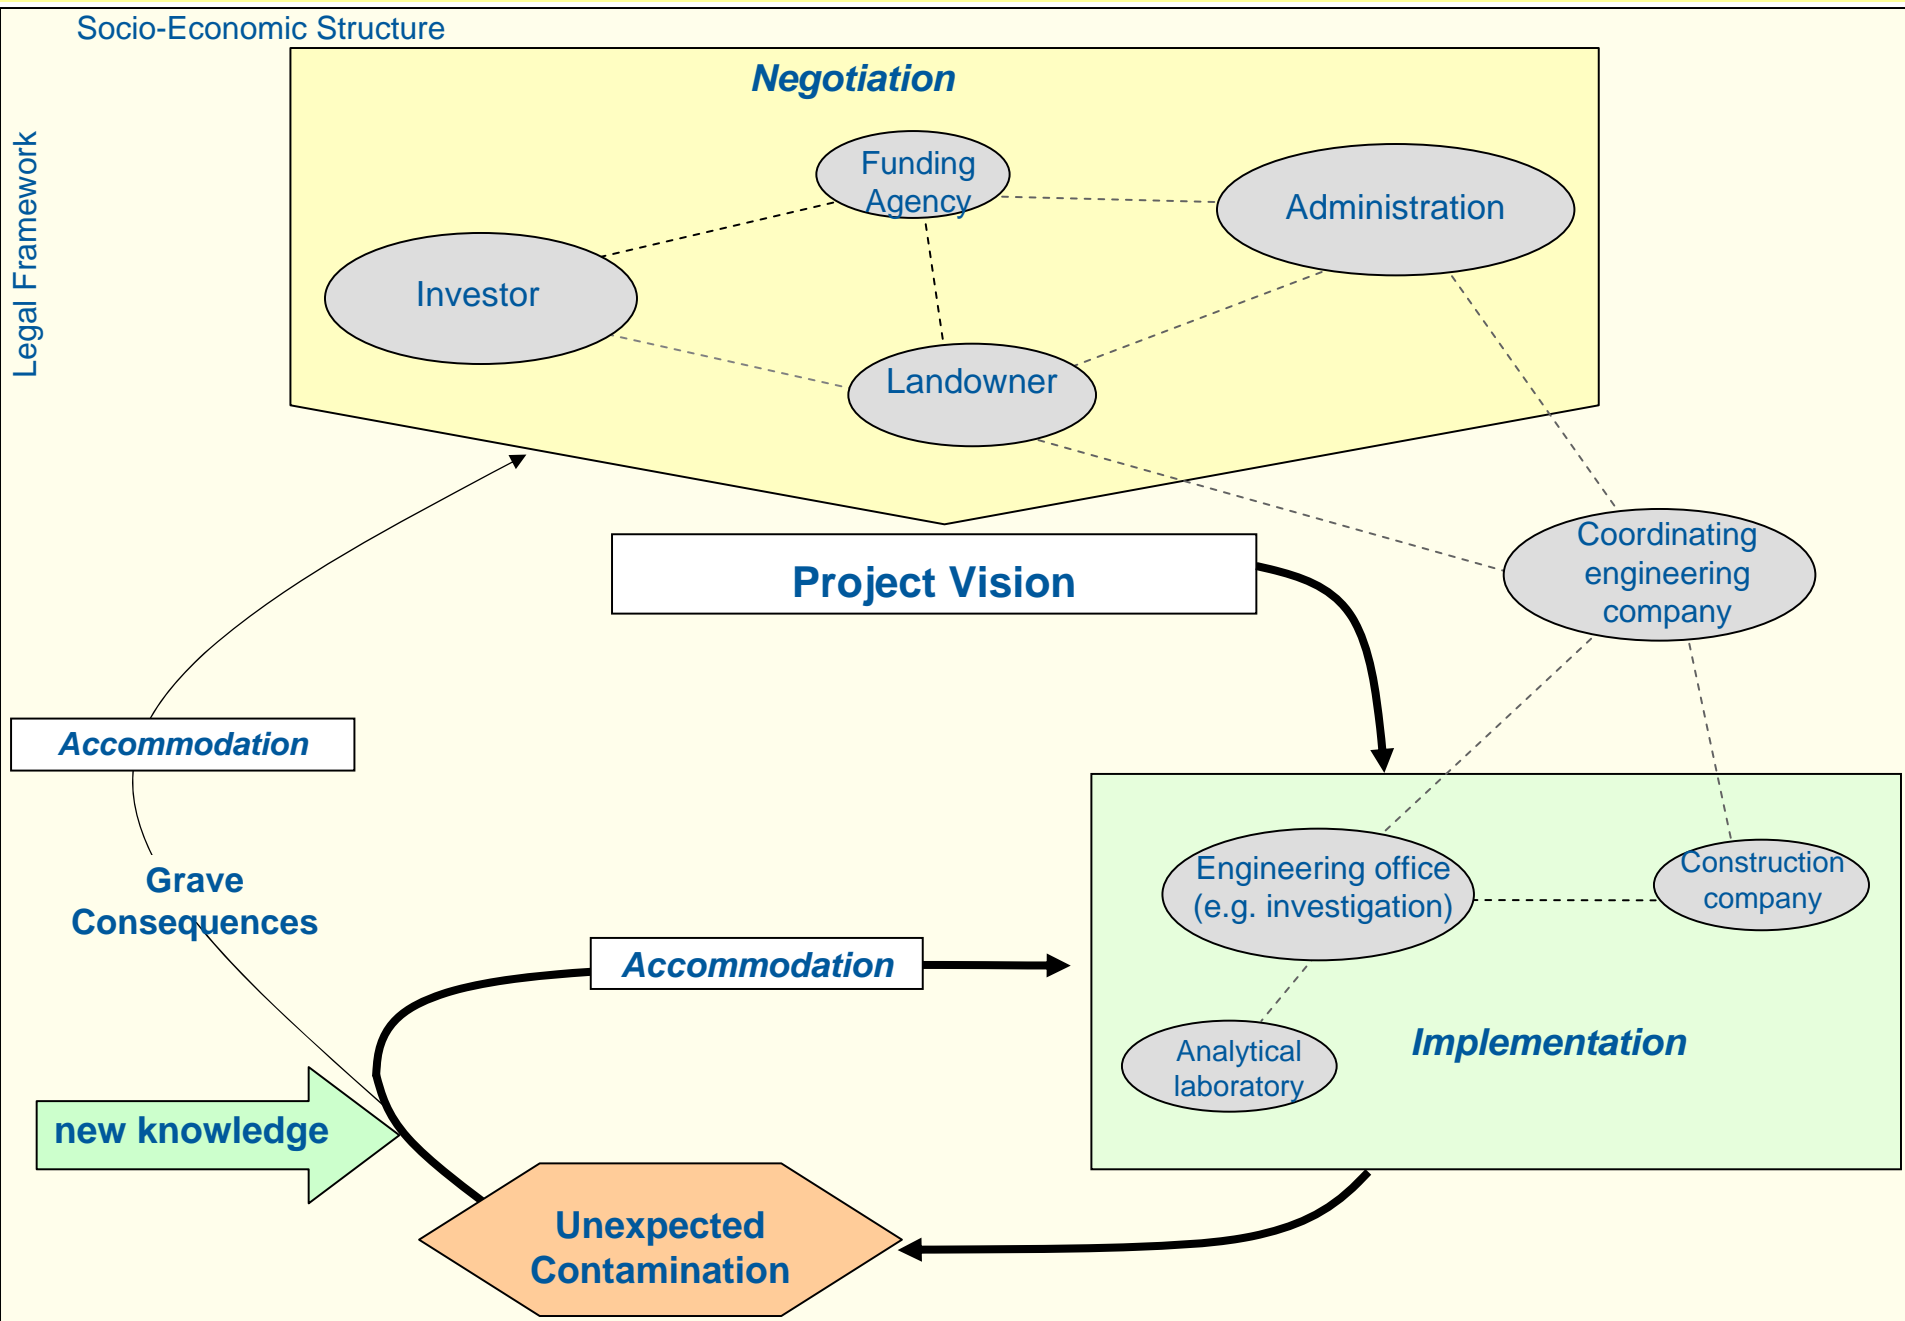 Socio-Economic Structure
Legal Framework
Negotiation
Funding
Agency
Administration
Investor
Landowner
Project Vision
Coordinating
engineering
company
Accommodation
Grave
Consequences
Accommodation
Engineering office
(e.g. investigation)
Construction
company
Analytical
laboratory
Implementation
new knowledge
Unexpected
Contamination